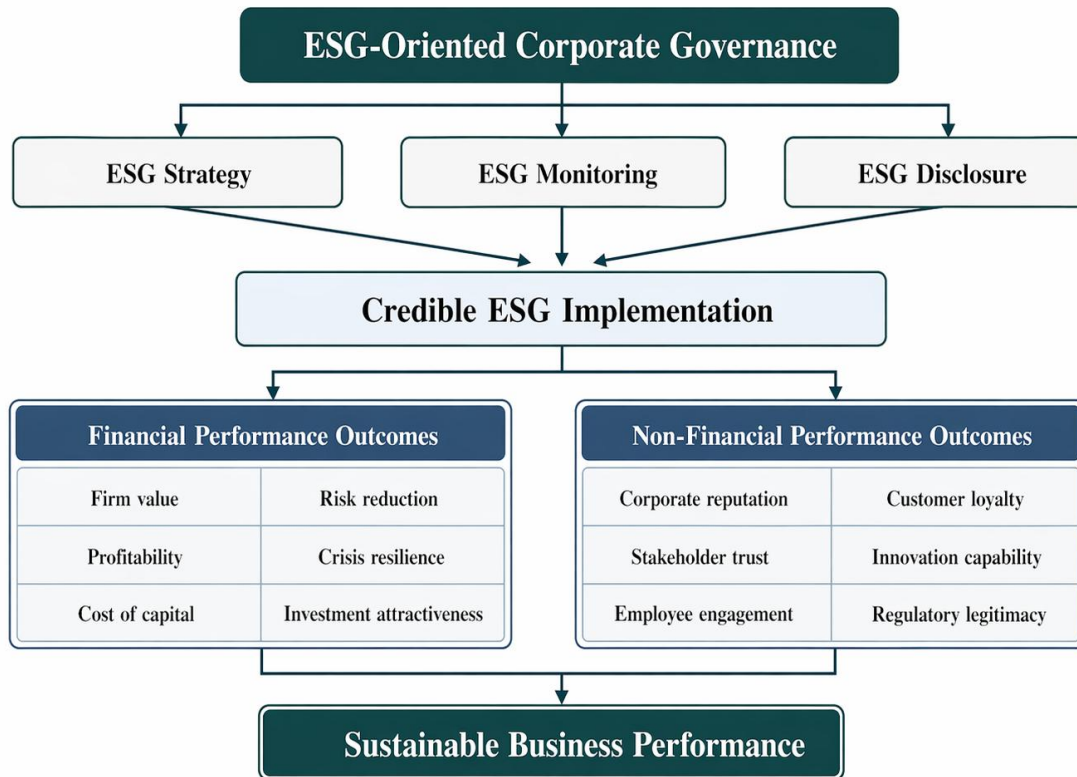 ESG-Oriented Corporate Governance
ESG Strategy
ESG Monitoring
ESG Disclosure
Credible ESG Implementation
Financial Performance Outcomes
Firm value
Risk reduction
Profitability
Crisis resilience
Cost of capital
Investment attractiveness
Non-Financial Performance Outcomes
Corporate reputation
Customer loyalty
Stakeholder trust
Innovation capability
Employee engagement
Regulatory legitimacy
Sustainable Business Performance